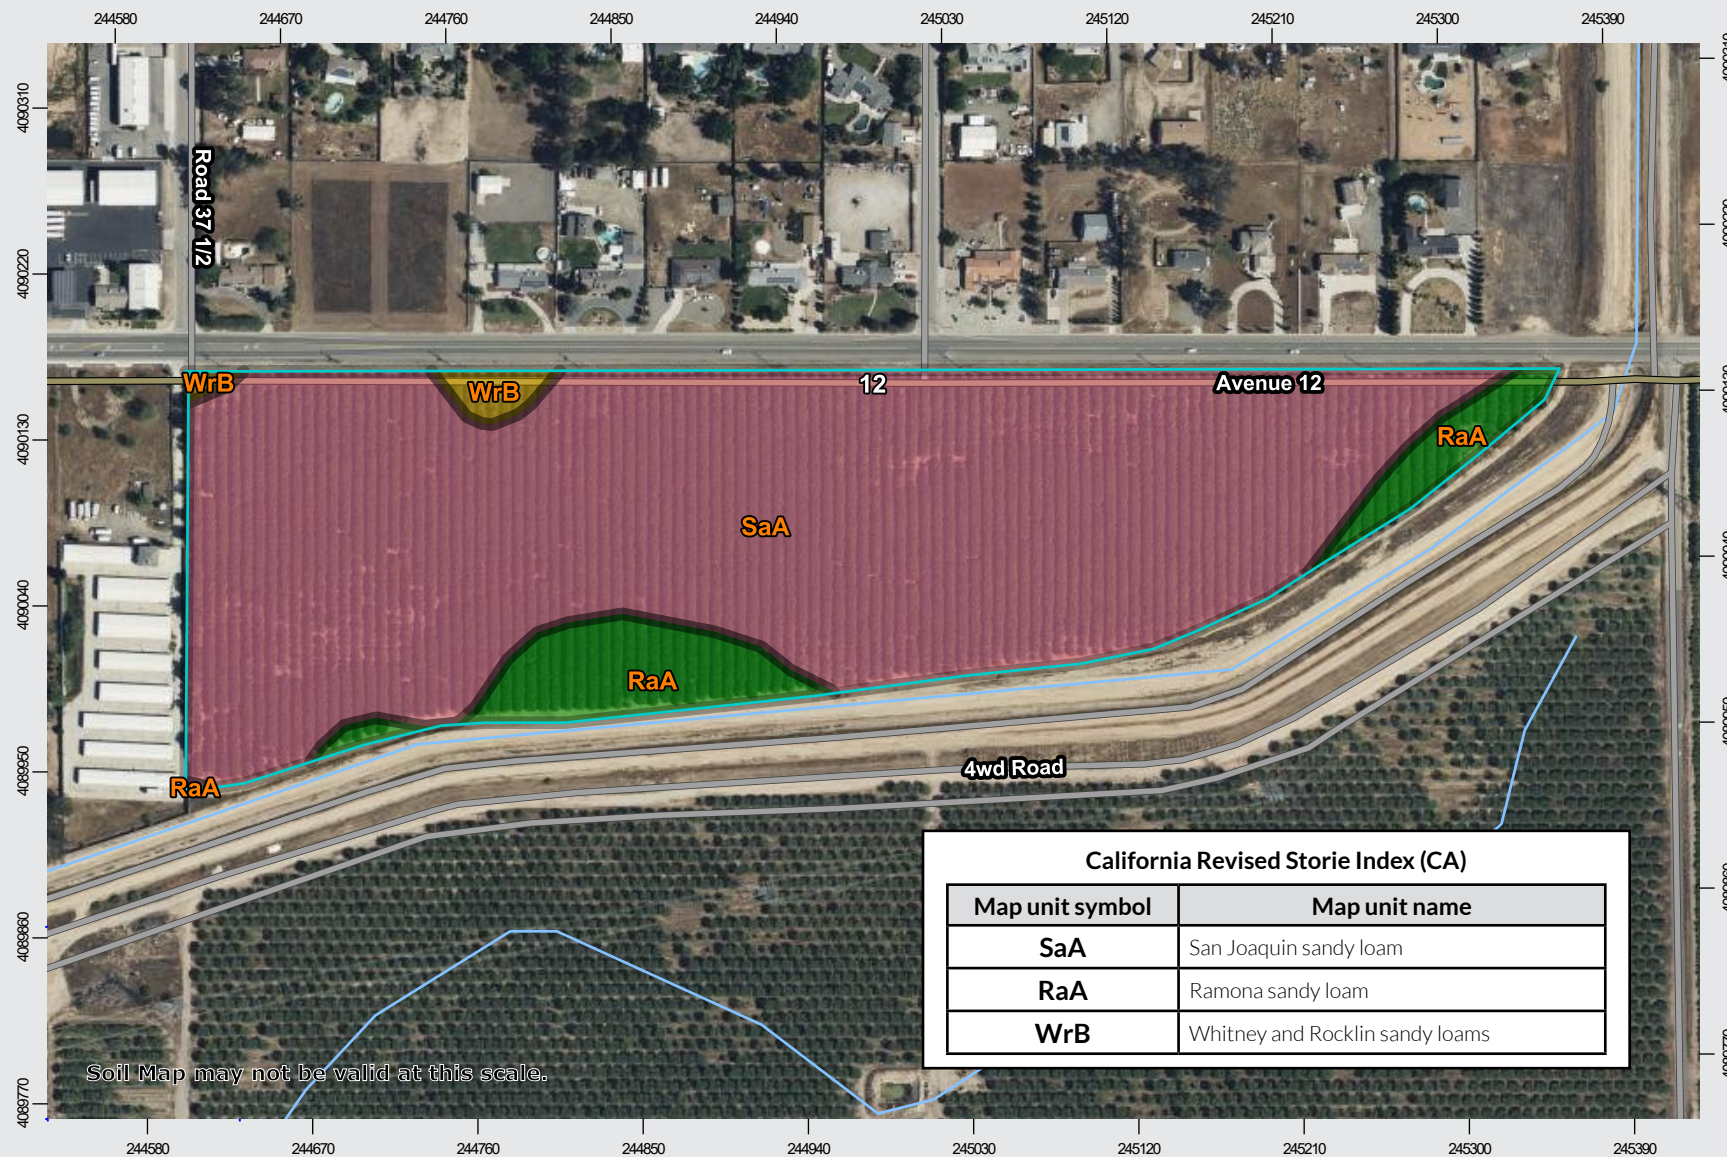 244580 244670 244760 244850 244940 245030 245120 245210 245300 245390
4090310
Road 37 1/2
4090220
WrB
WrB
12
Avenue 12
RaA
4090130
SaA
4090040
RaA
RaA
4089950
4wd Road
California Revised Storie Index (CA)
Map unit symbol Map unit name
SaA San Joaquin sandy loam
RaA Ramona sandy loam
WrB Whitney and Rocklin sandy loams
4089860
Soil Map may not be valid at this scale.
4089770
244580 244670 244760 244850 244940 245030 245120 245210 245300 245390